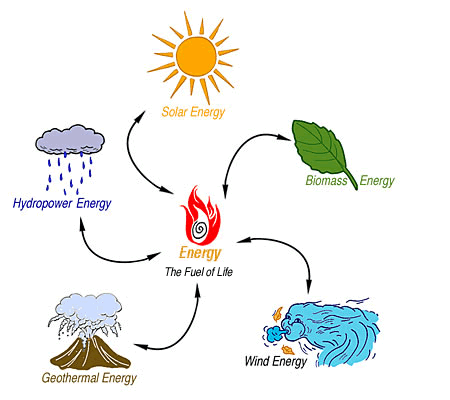 Solar Energy
Biomass Energy
Hydropower Energy
Energy
The Fuel of Life
Wind Energy
Geothermal Energy